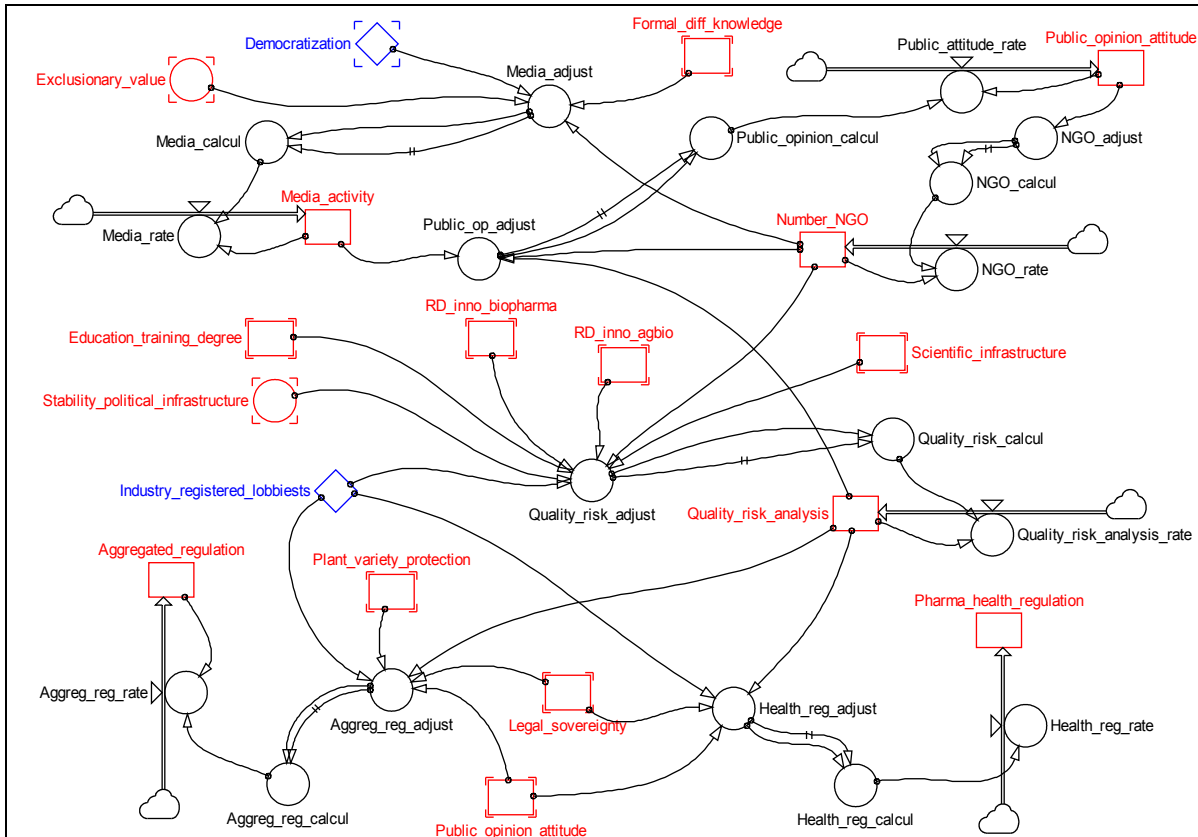 Formal_diff_knowledge
Democratization
Public_attitude_rate
Public_opinion_attitude
Exclusionary_value
Media_adjust
Media_calcul
Public_opinion_calcul
NGO_adjust
NGO_calcul
Media_activity
Number_NGO
Media_rate
Public_op_adjust
NGO_rate
RD_inno_biopharma
Education_training_degree
RD_inno_agbio
Scientific_infrastructure
Stability_political_infrastructure
Quality_risk_calcul
Industry_registered_lobbiests
Quality_risk_adjust
Quality_risk_analysis
Quality_risk_analysis_rate
Aggregated_regulation
Plant_variety_protection
Pharma_health_regulation
Aggreg_reg_rate
Aggreg_reg_adjust
Legal_sovereignty
Health_reg_adjust
Health_reg_rate
Aggreg_reg_calcul
Public_opinion_attitude
Health_reg_calcul